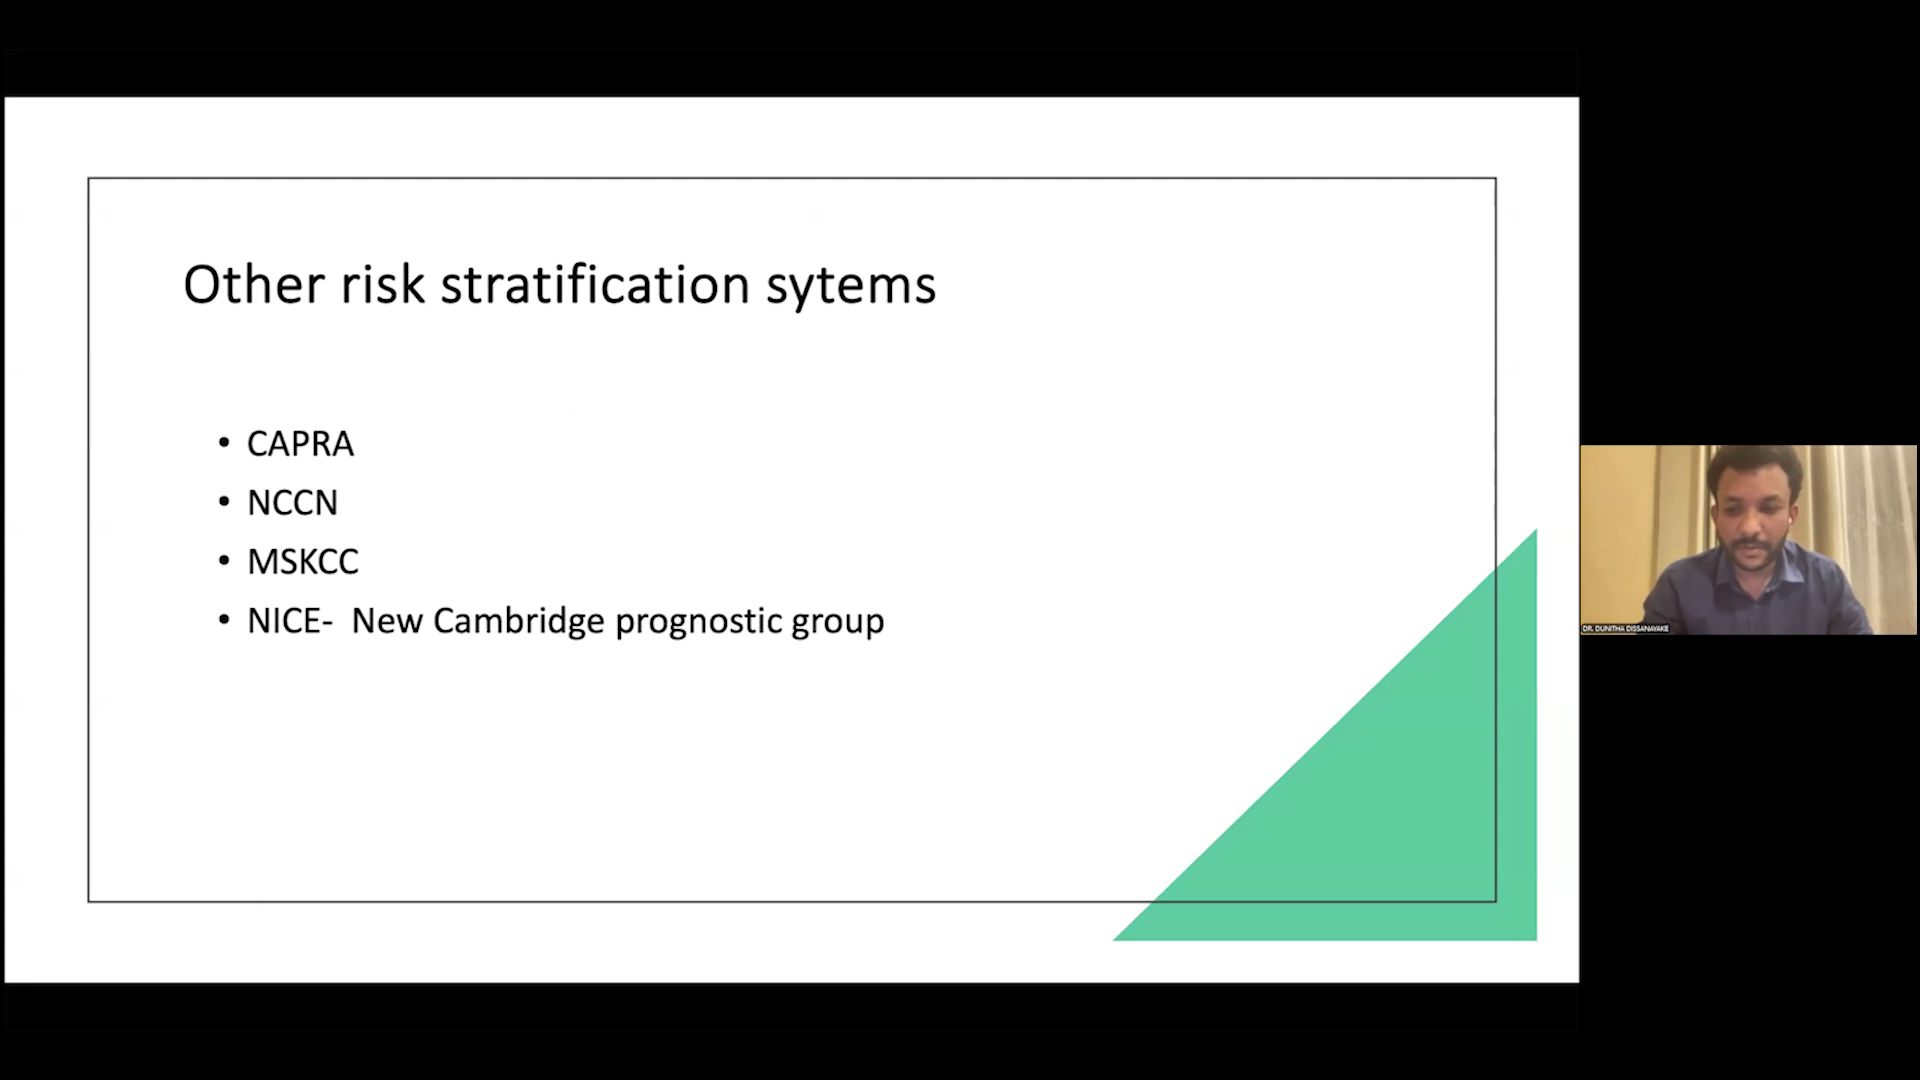 Other risk stratification sytems
• CAPRA
• NCCN
• MSKCC
• NICE- New Cambridge prognostic group
DR. DUNITHA DISSANAYAKE